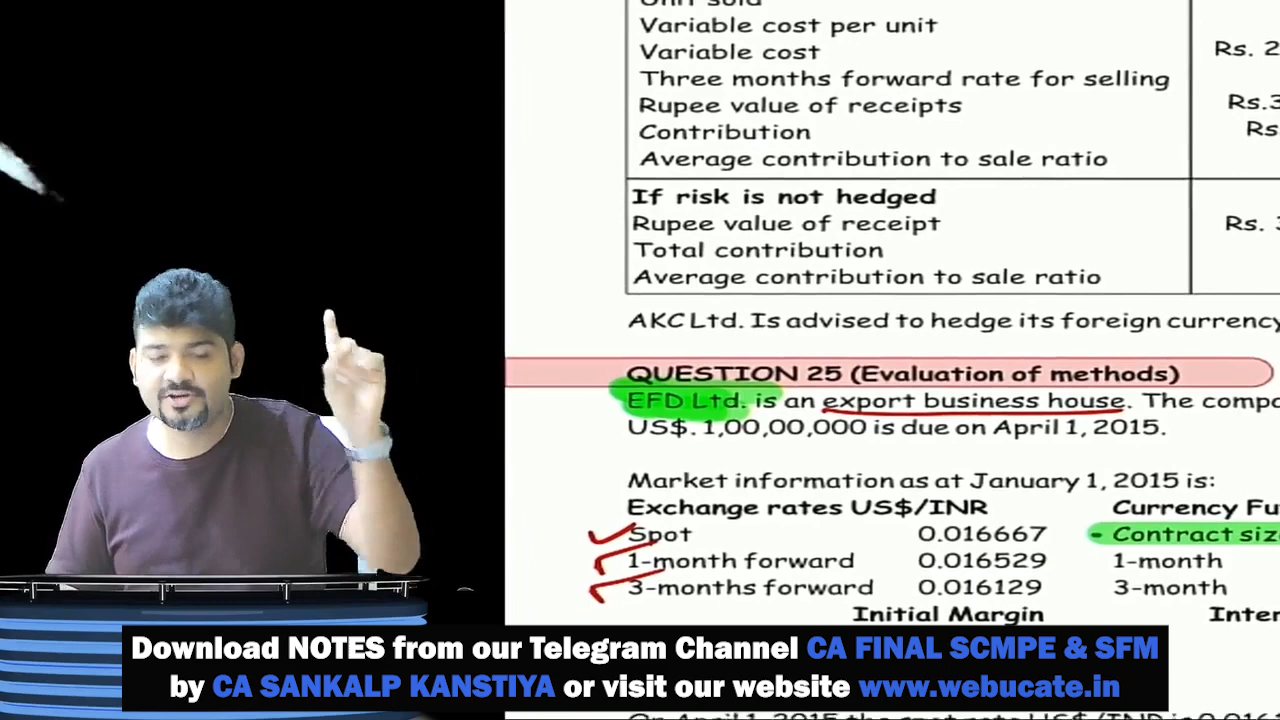 Variable cost per unit
Variable cost
Rs. 2
Three months forward rate for selling
Rupee value of receipts
Rs.3
Contribution
Rs
Average contribution to sale ratio
If risk is not hedged
Rupee value of receipt
Rs.
Total contribution
Average contribution to sale ratio
AKC Ltd. Is advised to hedge its foreign currency
QUESTION 25 (Evaluation of methods)
EFD Ltd. is an export business house. The compa
US$. 1,00,00,000 is due on April 1, 2015.
Market information as at January 1, 2015 is:
Exchange rates US$/INR
Currency Fu
Spot 0.016667
- Contract siz
1-month forward 0.016529
1-month
3-months forward 0.016129
3-month
Initial Margin
Inter
Download NOTES from our Telegram Channel CA FINAL SCMPE & SFM
by CA SANKALP KANSTIYA or visit our website www.webucate.in